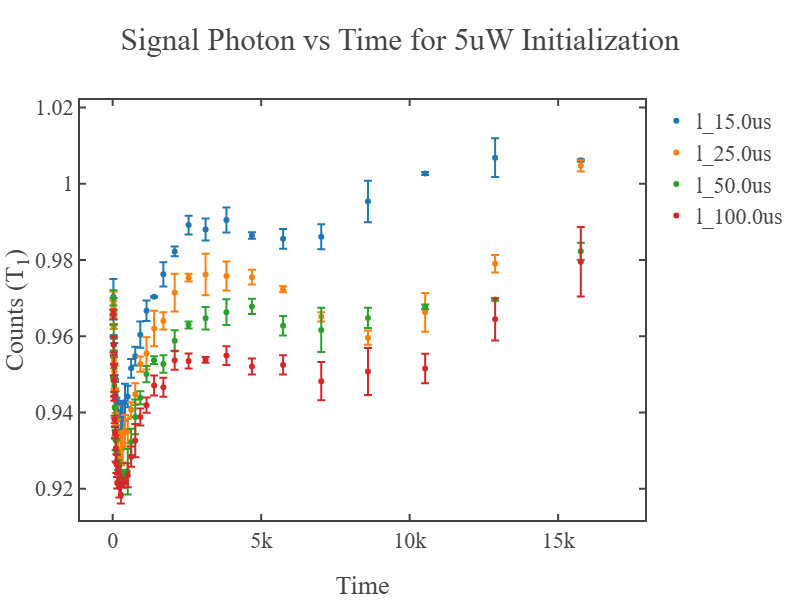 Signal Photon vs Time for 5uW Initialization
1.02
1
0.98
0.96
0.94
0.92
Counts (T1)
0
5k
10k
15k
Time
l_15.0us
l_25.0us
l_50.0us
l_100.0us